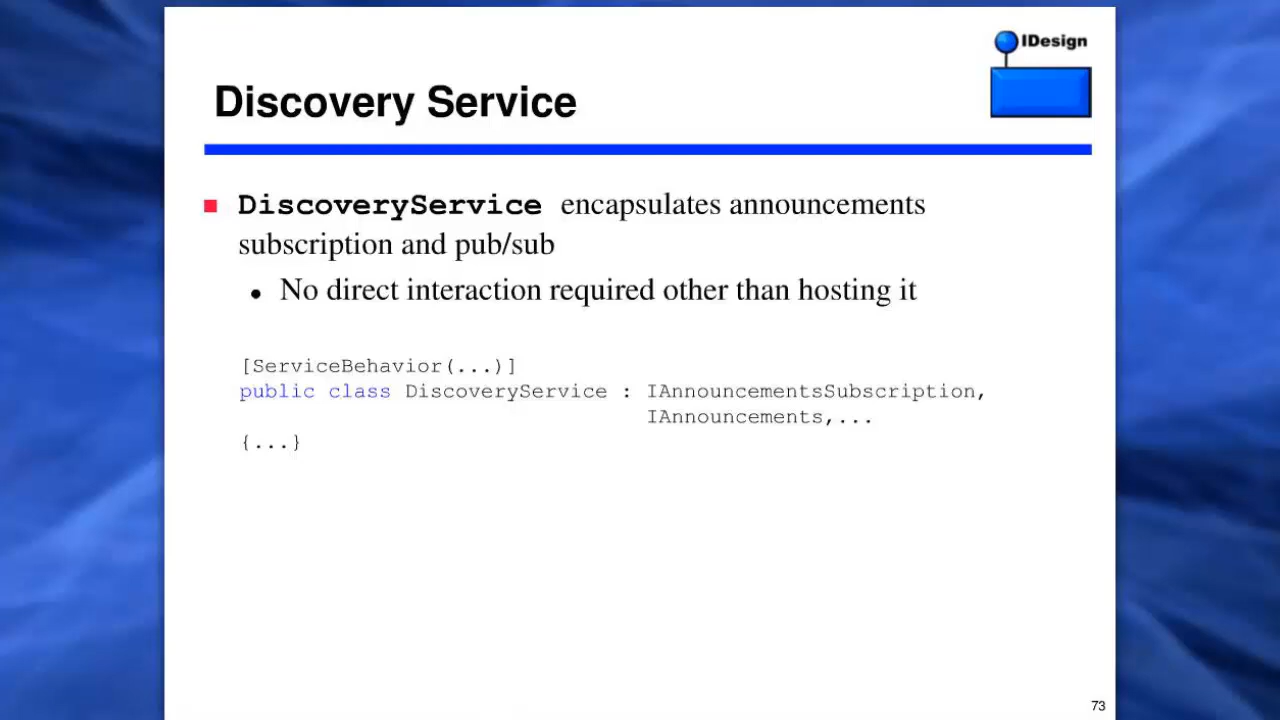 IDesign
Discovery Service
DiscoveryService encapsulates announcements
subscription and pub/sub
No direct interaction required other than hosting it
[ServiceBehavior(...)]
public class DiscoveryService : IAnnouncementsSubscription,
IAnnouncements,...
{...}
73